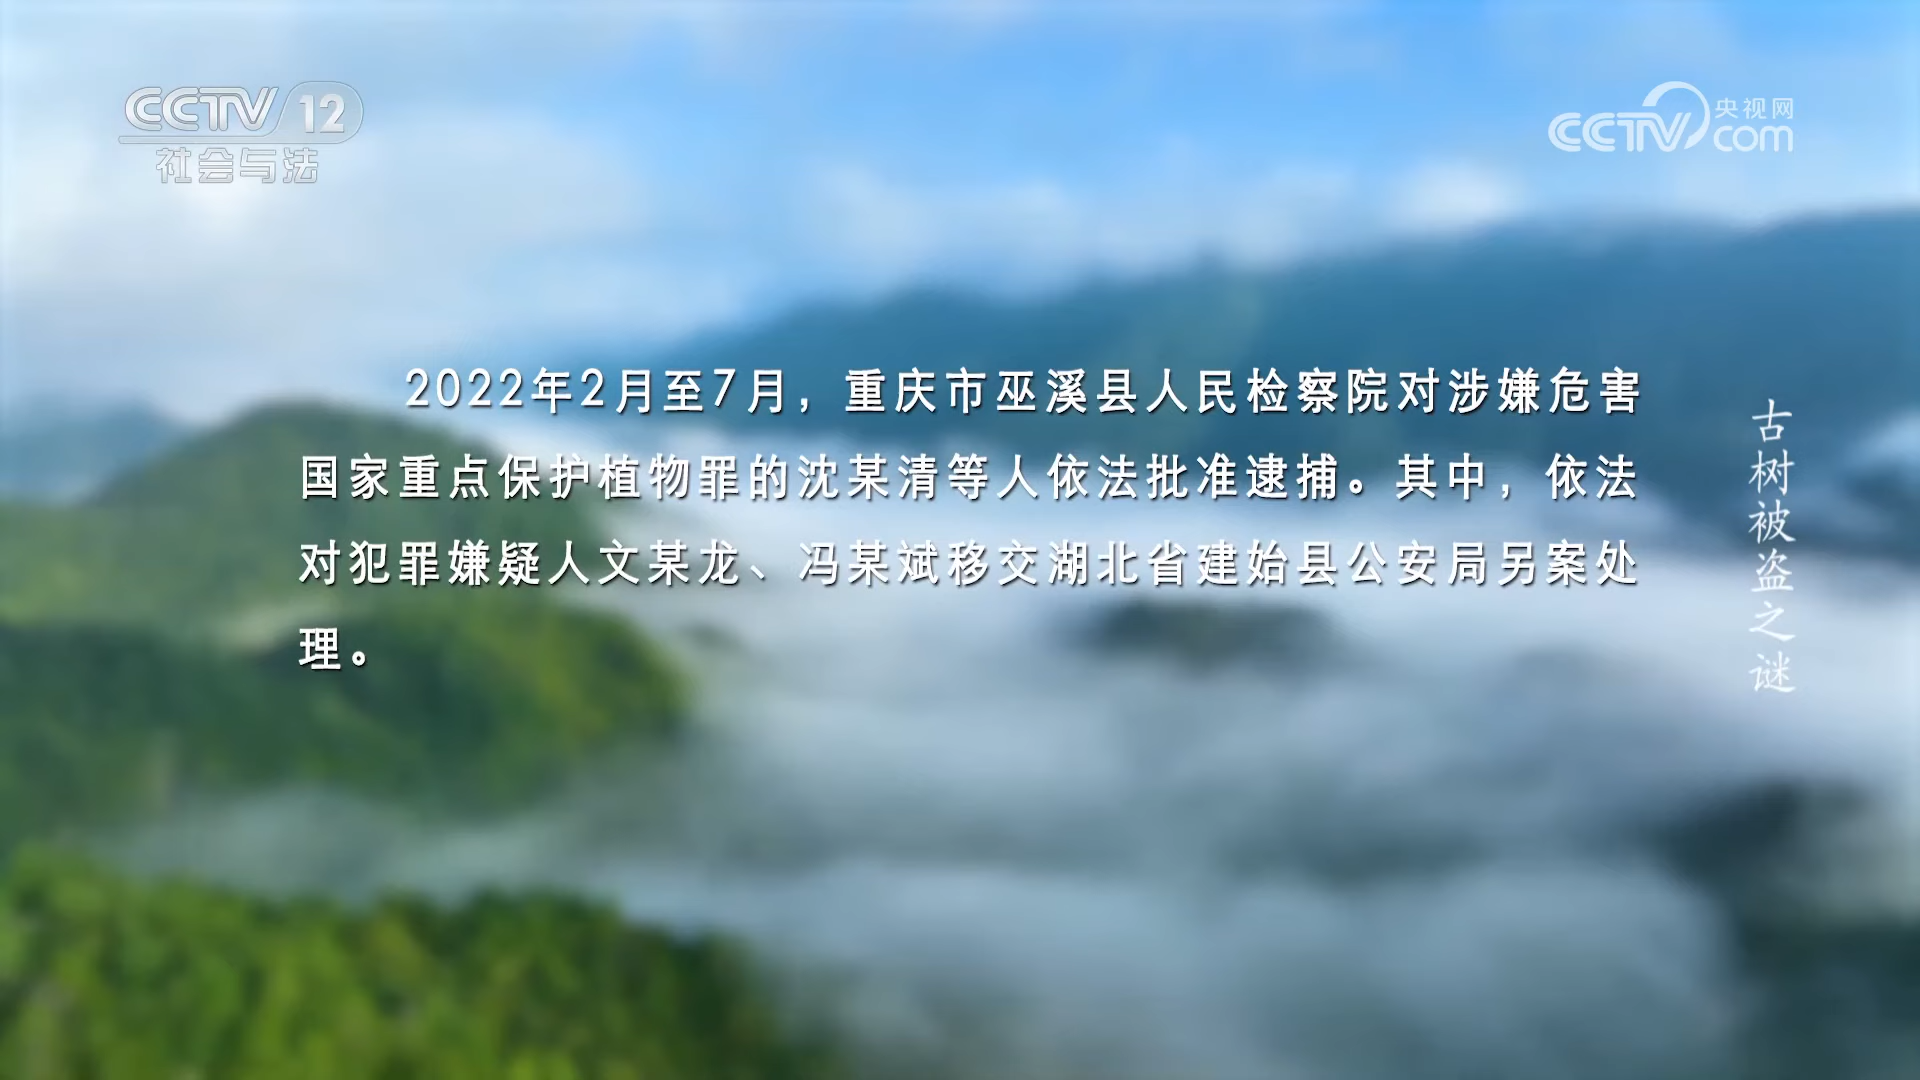 CCTV 12
社会与法
央视网
CCTV.com
2022年2月至7月，重庆市巫溪县人民检察院对涉嫌危害
国家重点保护植物罪的沈某清等人依法批准逮捕。其中，依法
对犯罪嫌疑人文某龙、冯某斌移交湖北省建始县公安局另案处
理。
古树被盗之谜